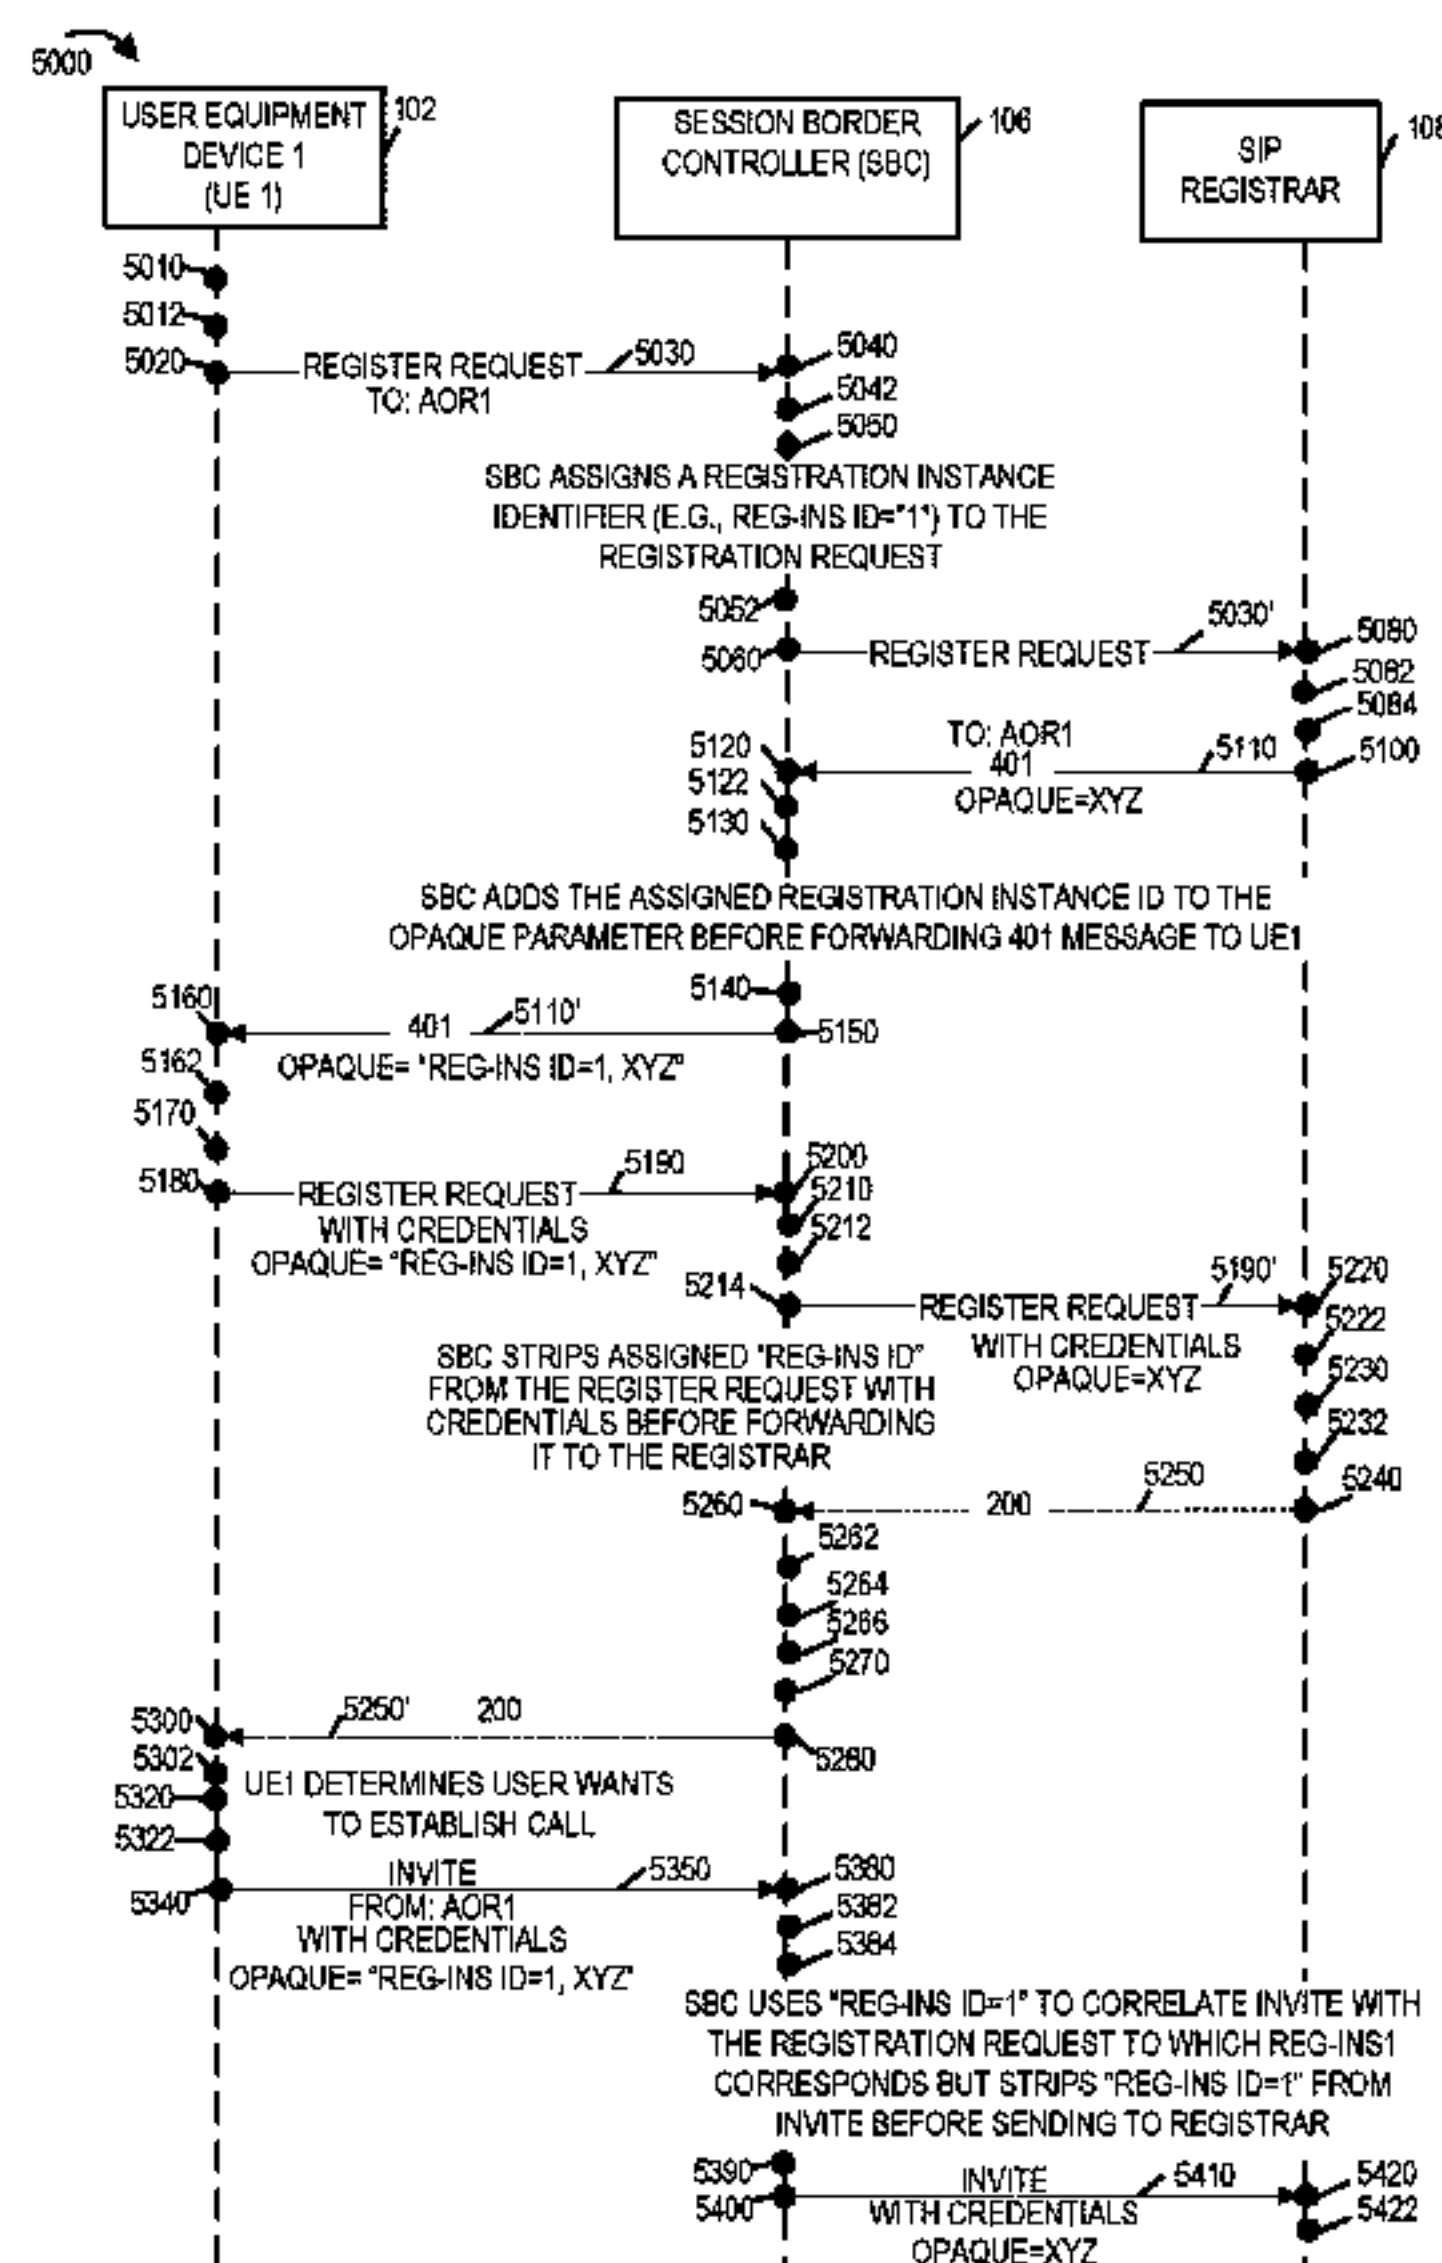 5000
USER EQUIPMENT
DEVICE 1
(UE 1)
102
SESSION BORDER
CONTROLLER (SBC)
106
SIP
REGISTRAR
108
5010
5012
5020
REGISTER REQUEST
TO: AOR1
5030
5040
5042
5050
SBC ASSIGNS A REGISTRATION INSTANCE
IDENTIFIER (E.G., REG-INS ID="1") TO THE
REGISTRATION REQUEST
5052
5060
REGISTER REQUEST
5030'
5080
5082
5084
TO: AOR1
401
OPAQUE=XYZ
5110
5100
5120
5122
5130
SBC ADDS THE ASSIGNED REGISTRATION INSTANCE ID TO THE
OPAQUE PARAMETER BEFORE FORWARDING 401 MESSAGE TO UE1
5140
5150
5160
401
5110'
OPAQUE= "REG-INS ID=1, XYZ"
5162
5170
5180
REGISTER REQUEST
WITH CREDENTIALS
OPAQUE= "REG-INS ID=1, XYZ"
5190
5200
5210
5212
5214
REGISTER REQUEST
WITH CREDENTIALS
OPAQUE=XYZ
5190'
5220
5222
5230
5232
SBC STRIPS ASSIGNED "REG-INS ID"
FROM THE REGISTER REQUEST WITH
CREDENTIALS BEFORE FORWARDING
IT TO THE REGISTRAR
5260
200
5250
5240
5262
5264
5266
5270
5300
5250'
200
5280
5302
5320
5322
UE1 DETERMINES USER WANTS
TO ESTABLISH CALL
5340
INVITE
FROM: AOR1
WITH CREDENTIALS
OPAQUE= "REG-INS ID=1, XYZ"
5350
5380
5382
5384
SBC USES "REG-INS ID=1" TO CORRELATE INVITE WITH
THE REGISTRATION REQUEST TO WHICH REG-INS1
CORRESPONDS BUT STRIPS "REG-INS ID=1" FROM
INVITE BEFORE SENDING TO REGISTRAR
5390
5400
INVITE
WITH CREDENTIALS
OPAQUE=XYZ
5410
5420
5422